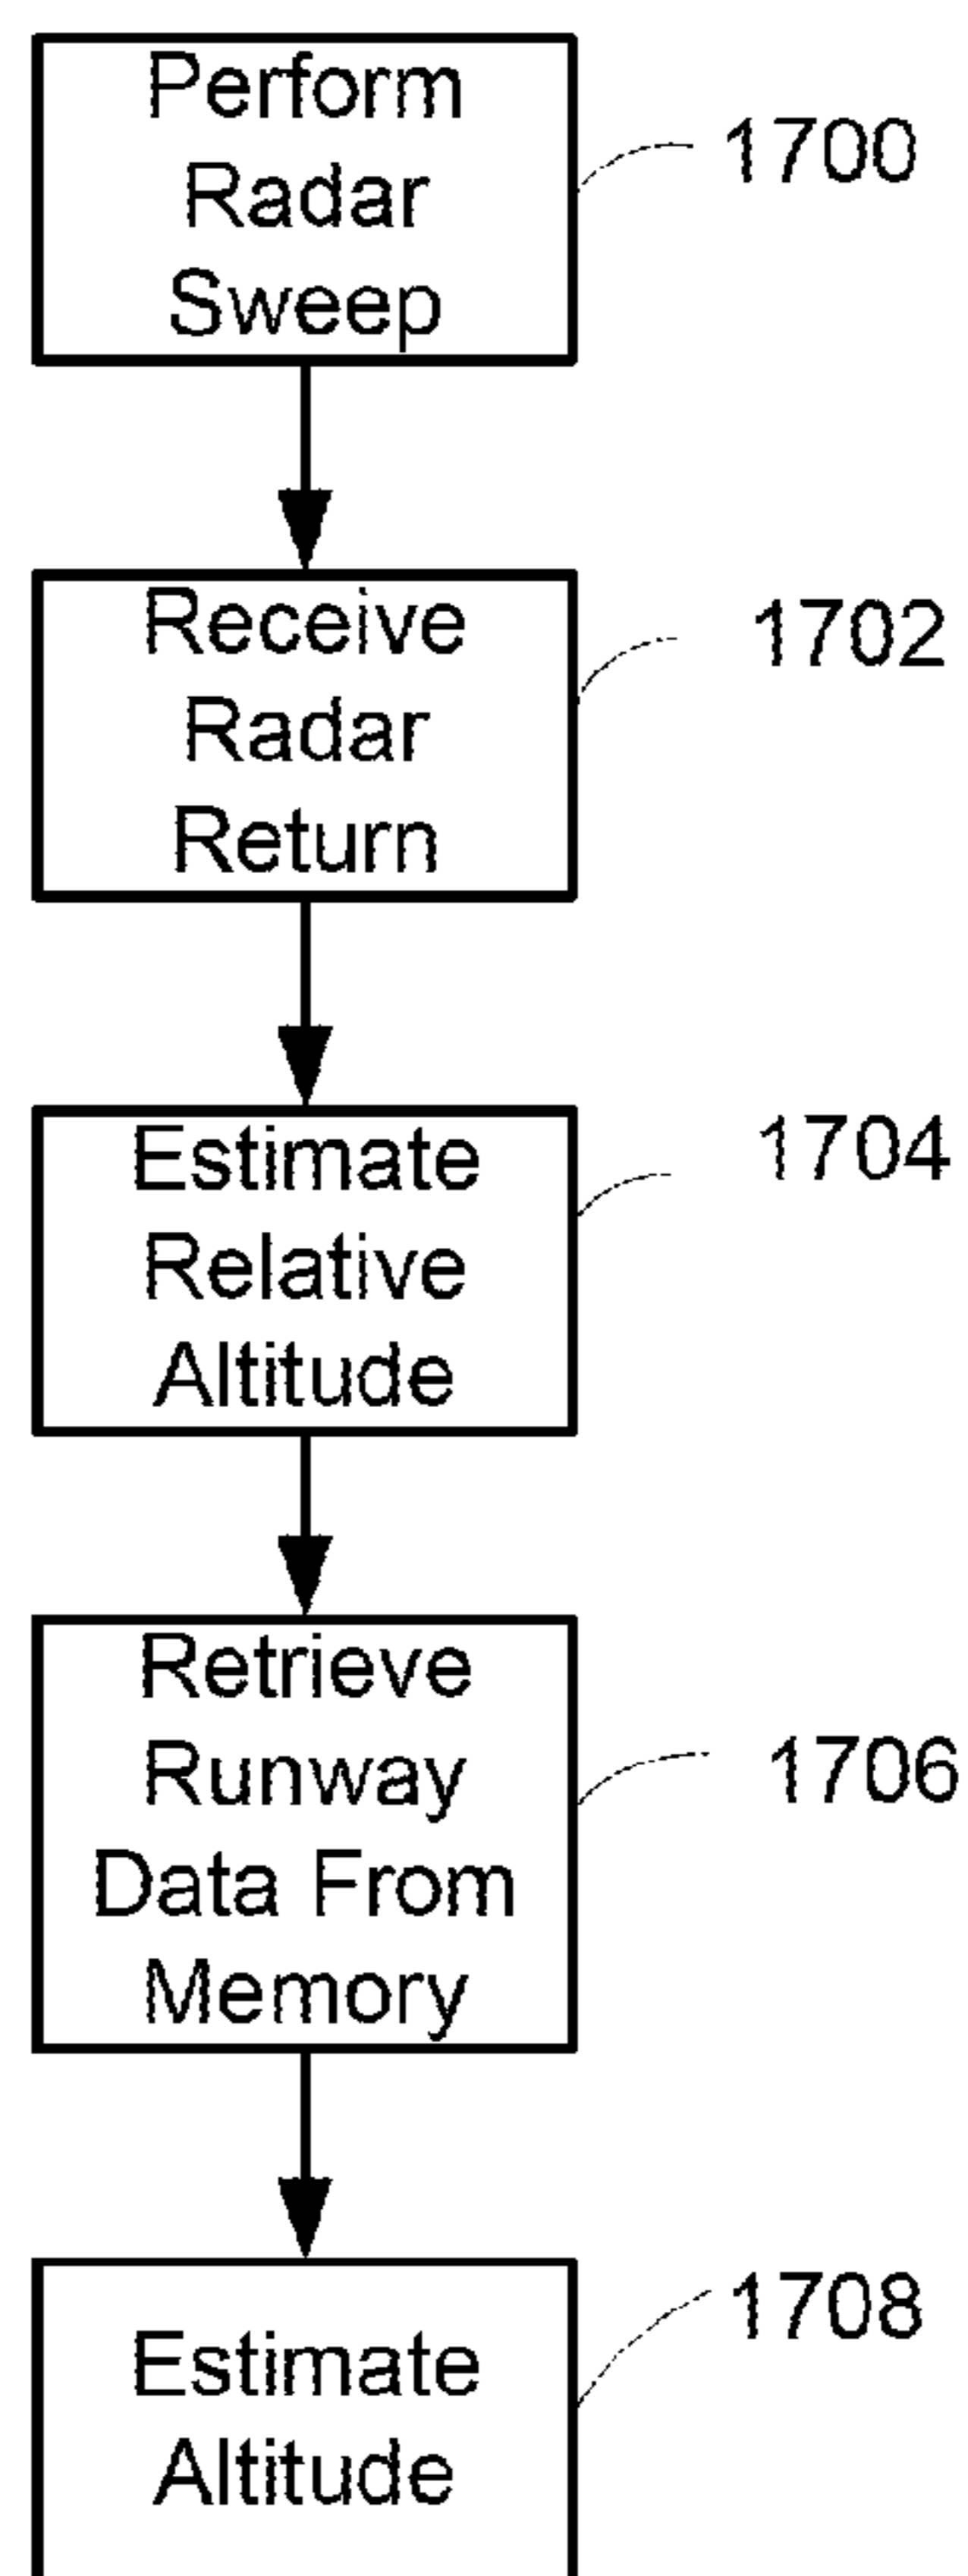 Perform
Radar
Sweep
1700
Receive
Radar
Return
1702
Estimate
Relative
Altitude
1704
Retrieve
Runway
Data From
Memory
1706
Estimate
Altitude
1708